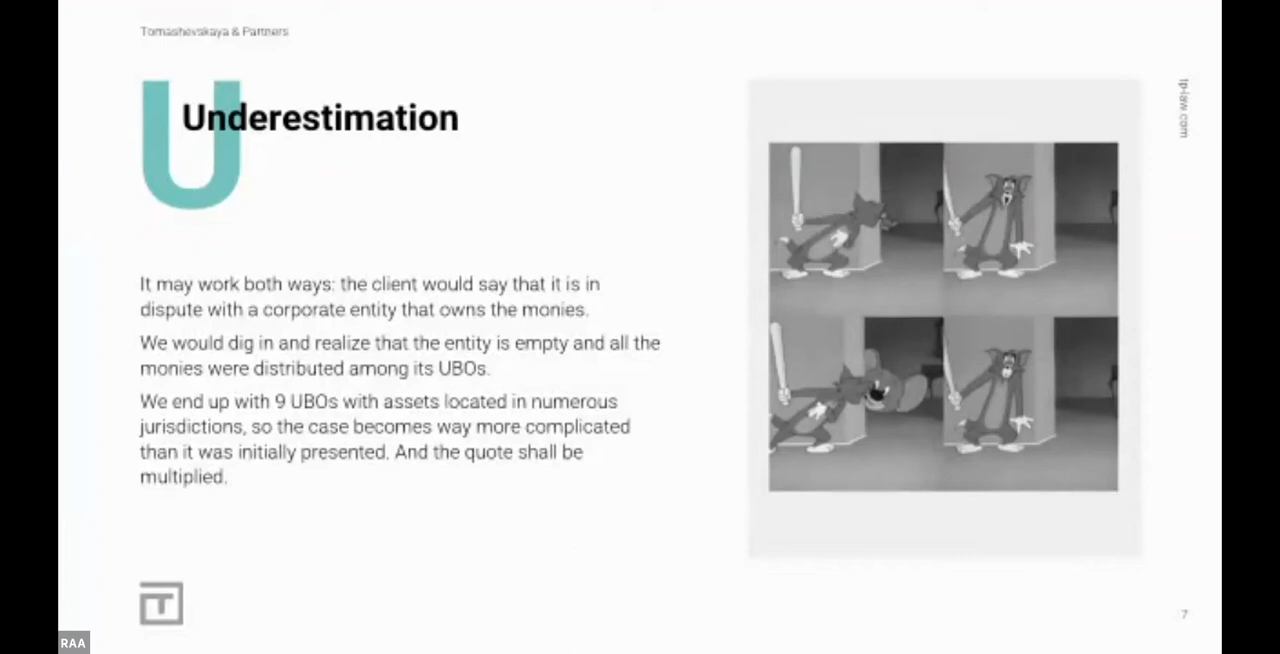 Tomashevskaya & Partners
U
Underestimation
tp-law.com
It may work both ways: the client would say that it is in
dispute with a corporate entity that owns the monies.
We would dig in and realize that the entity is empty and all the
monies were distributed among its UBOs.
We end up with 9 UBOs with assets located in numerous
jurisdictions, so the case becomes way more complicated
than it was initially presented. And the quote shall be
multiplied.
7
RAA